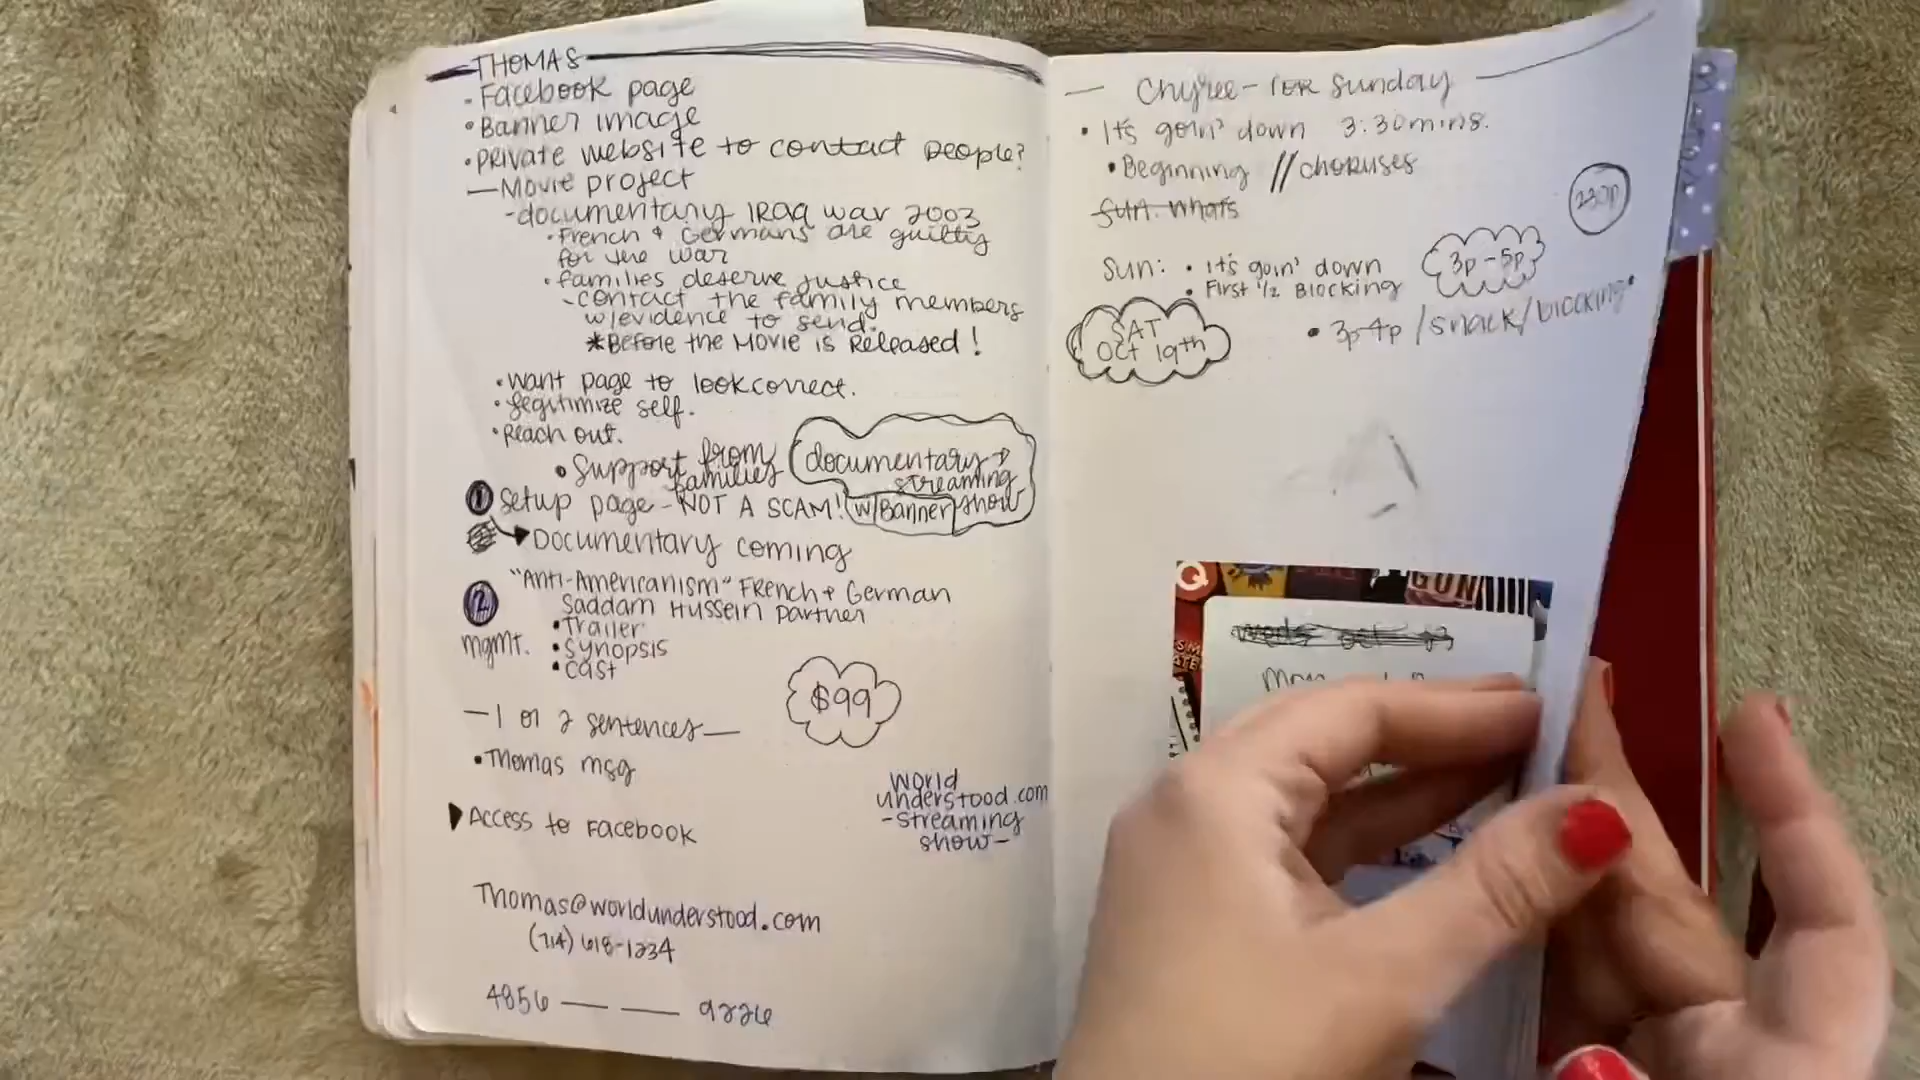 THOMAS
• Facebook page
• Banner image
• Private website to contact people?
— Movie project
- documentary Iraq war 2003
• French & Germans are guilty
for the war
• families deserve justice
- contact the family members
w/evidence to send.
*Before the Movie is Released!
• Want page to look correct.
• legitimize self.
• Reach out.
• Support from
families
documentary →
streaming
show
w/Banner
① Setup page - NOT A SCAM!
→ Documentary coming
② "Anti-Americanism" French + German
Saddam Hussein partner
mgmt.
• Trailer
• Synopsis
• Cast
$99
— 1 or 2 sentences —
• Thomas msg
▶ Access to Facebook
World
understood.com
- streaming
show -
Thomas@worldunderstood.com
(714) 618-1234
4856 — — 9226
— Chyree - for Sunday —
• It's goin' down 3:30mins.
• Beginning // choruses
230p
Sun. whats
Sun: • It's goin' down
• First 1/2 Blocking
3p-5p
• 3p-4p / snack / blocking
SAT
Oct 19th
GUN